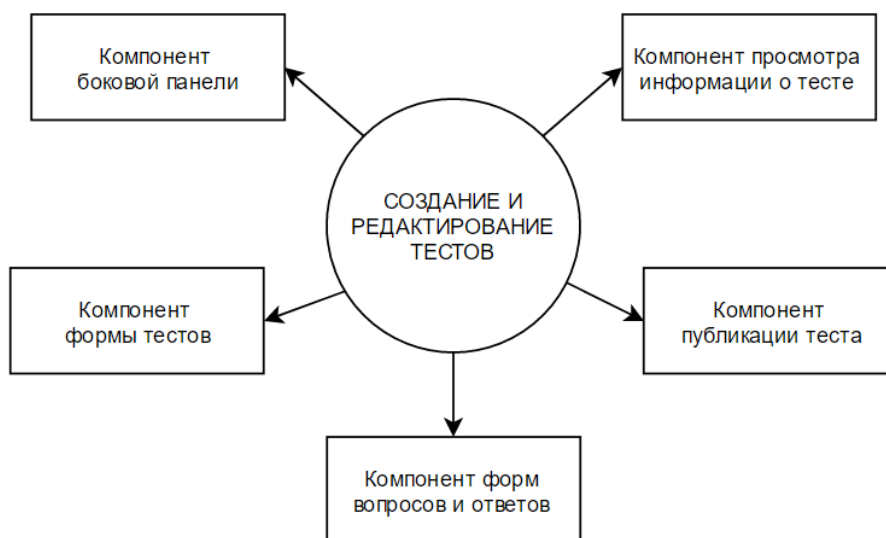 Компонент
боковой панели
Компонент просмотра
информации о тесте
СОЗДАНИЕ И
РЕДАКТИРОВАНИЕ
ТЕСТОВ
Компонент
формы тестов
Компонент
публикации теста
Компонент форм
вопросов и ответов